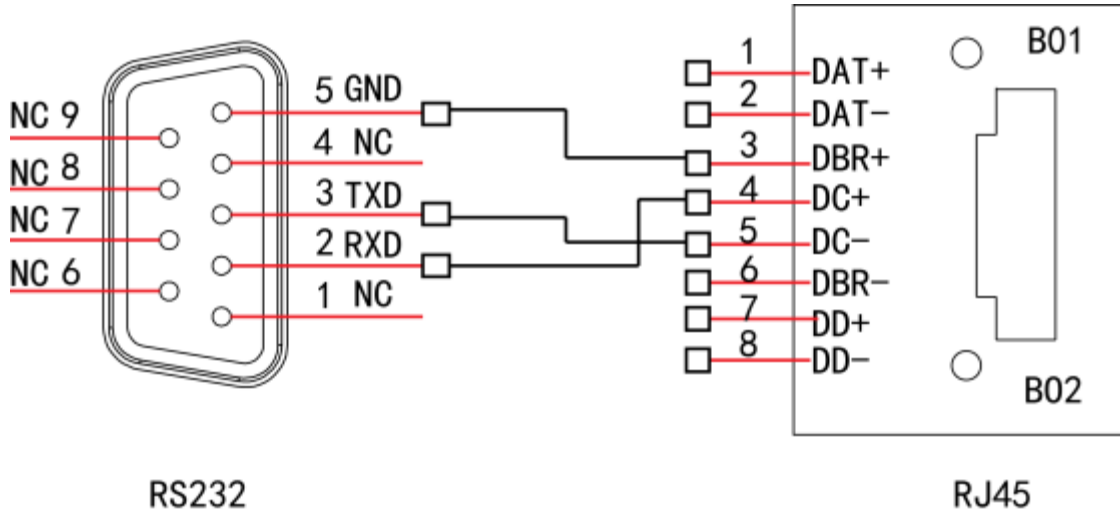 NC 9
NC 8
NC 7
NC 6
5 GND
4 NC
3 TXD
2 RXD
1 NC
1 DAT+
2 DAT-
3 DBR+
4 DC+
5 DC-
6 DBR-
7 DD+
8 DD-
B01
B02
RS232
RJ45